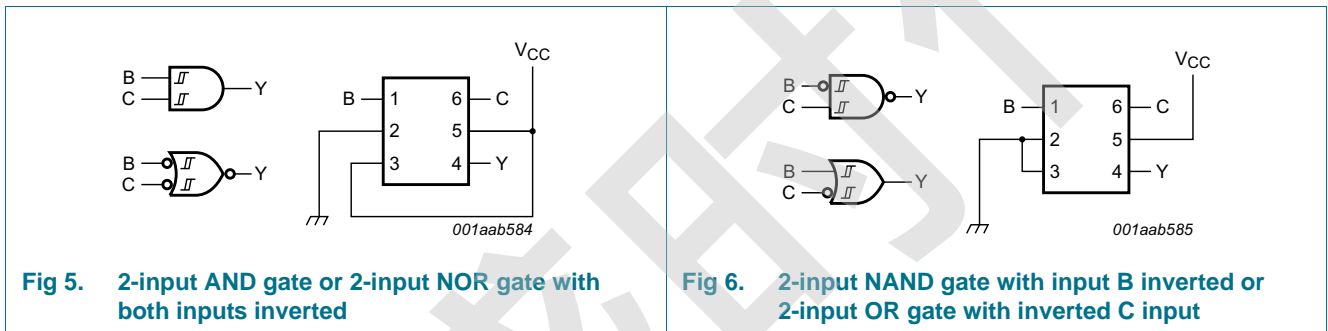 VCC
B
C
Y
B
1
6
C
2
5
B
C
Y
3
4
Y
001aab584
Fig 5. 2-input AND gate or 2-input NOR gate with
both inputs inverted
VCC
B
C
Y
B
1
6
C
2
5
B
C
Y
3
4
Y
001aab585
Fig 6. 2-input NAND gate with input B inverted or
2-input OR gate with inverted C input